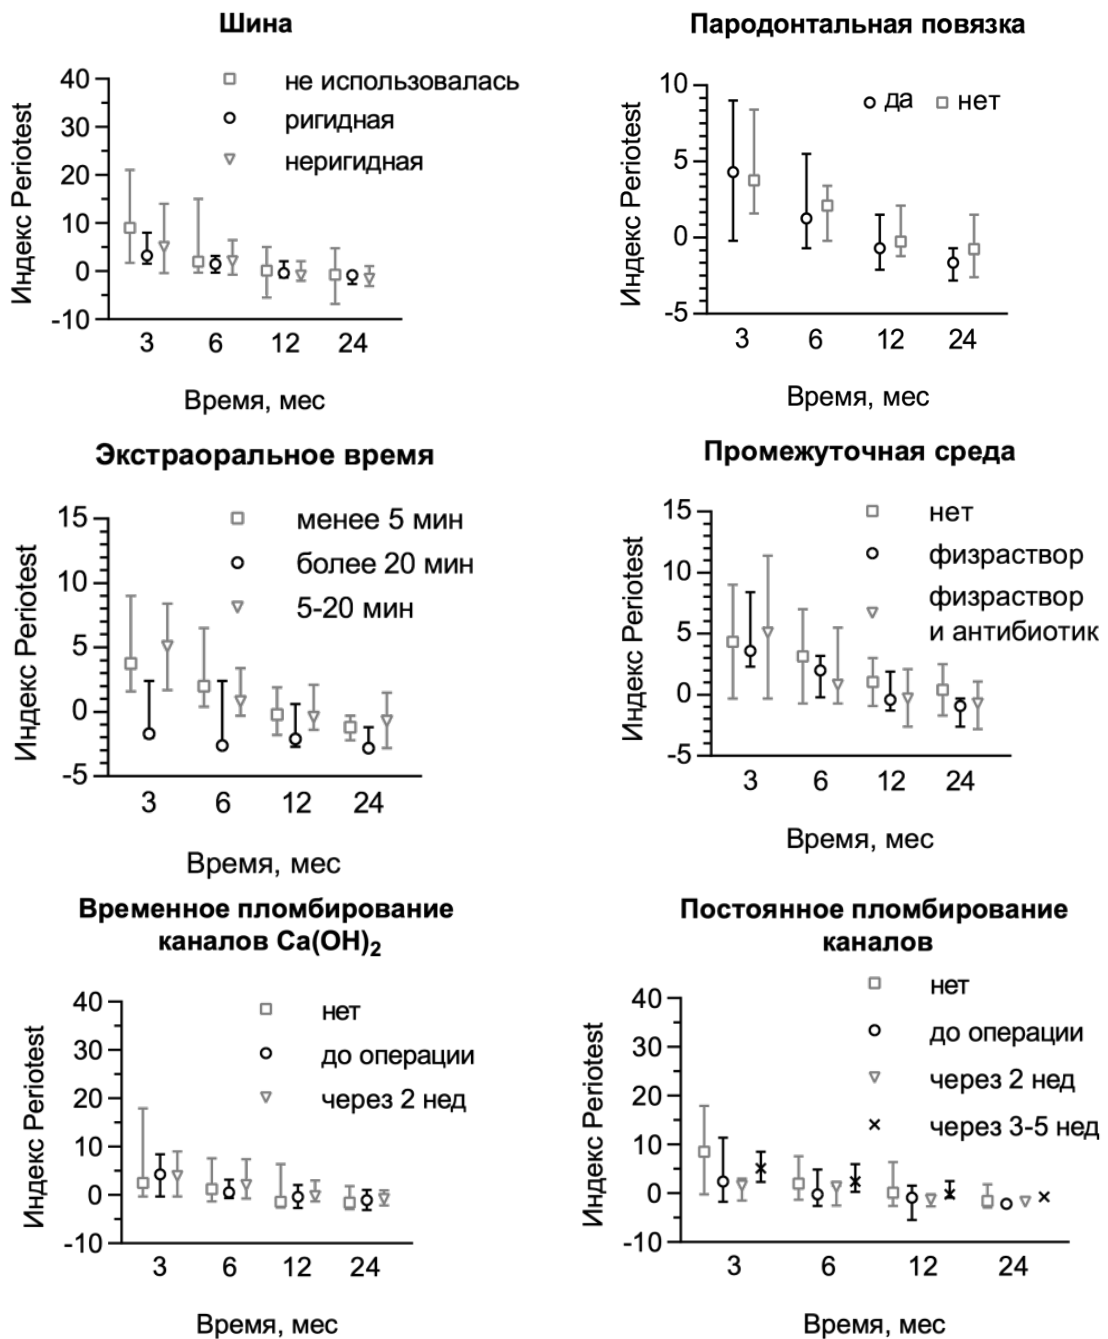 Шина
40
30
20
10
0
-10
Индекс Periotest
не использовалась
ригидная
неригидная
3 6 12 24
Время, мес
Пародонтальная повязка
10
5
0
-5
Индекс Periotest
да нет
3 6 12 24
Время, мес
Экстраоральное время
15
10
5
0
-5
Индекс Periotest
менее 5 мин
более 20 мин
5-20 мин
3 6 12 24
Время, мес
Промежуточная среда
15
10
5
0
-5
Индекс Periotest
нет
физраствор
физраствор
и антибиотик
3 6 12 24
Время, мес
Временное пломбирование
каналов Ca(OH)₂
40
30
20
10
0
-10
Индекс Periotest
нет
до операции
через 2 нед
3 6 12 24
Время, мес
Постоянное пломбирование
каналов
40
30
20
10
0
-10
Индекс Periotest
нет
до операции
через 2 нед
через 3-5 нед
3 6 12 24
Время, мес